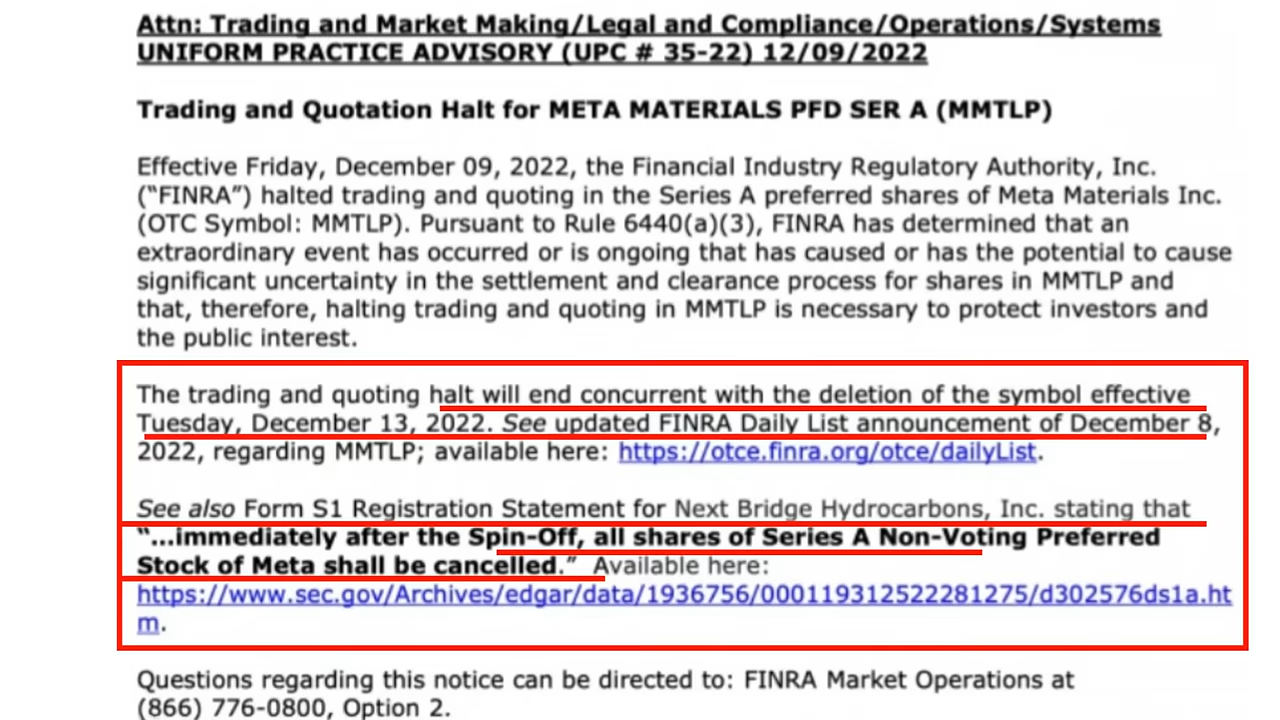 Attn: Trading and Market Making/Legal and Compliance/Operations/Systems
UNIFORM PRACTICE ADVISORY (UPC # 35-22) 12/09/2022
Trading and Quotation Halt for META MATERIALS PFD SER A (MMTLP)
Effective Friday, December 09, 2022, the Financial Industry Regulatory Authority, Inc.
(“FINRA”) halted trading and quoting in the Series A preferred shares of Meta Materials Inc.
(OTC Symbol: MMTLP). Pursuant to Rule 6440(a)(3), FINRA has determined that an
extraordinary event has occurred or is ongoing that has caused or has the potential to cause
significant uncertainty in the settlement and clearance process for shares in MMTLP and
that, therefore, halting trading and quoting in MMTLP is necessary to protect investors and
the public interest.
The trading and quoting halt will end concurrent with the deletion of the symbol effective
Tuesday, December 13, 2022. See updated FINRA Daily List announcement of December 8,
2022, regarding MMTLP; available here: https://otce.finra.org/otce/dailyList.
See also Form S1 Registration Statement for Next Bridge Hydrocarbons, Inc. stating that
“...immediately after the Spin-Off, all shares of Series A Non-Voting Preferred
Stock of Meta shall be cancelled.” Available here:
https://www.sec.gov/Archives/edgar/data/1936756/000119312522281275/d302576ds1a.ht
m.
Questions regarding this notice can be directed to: FINRA Market Operations at
(866) 776-0800, Option 2.